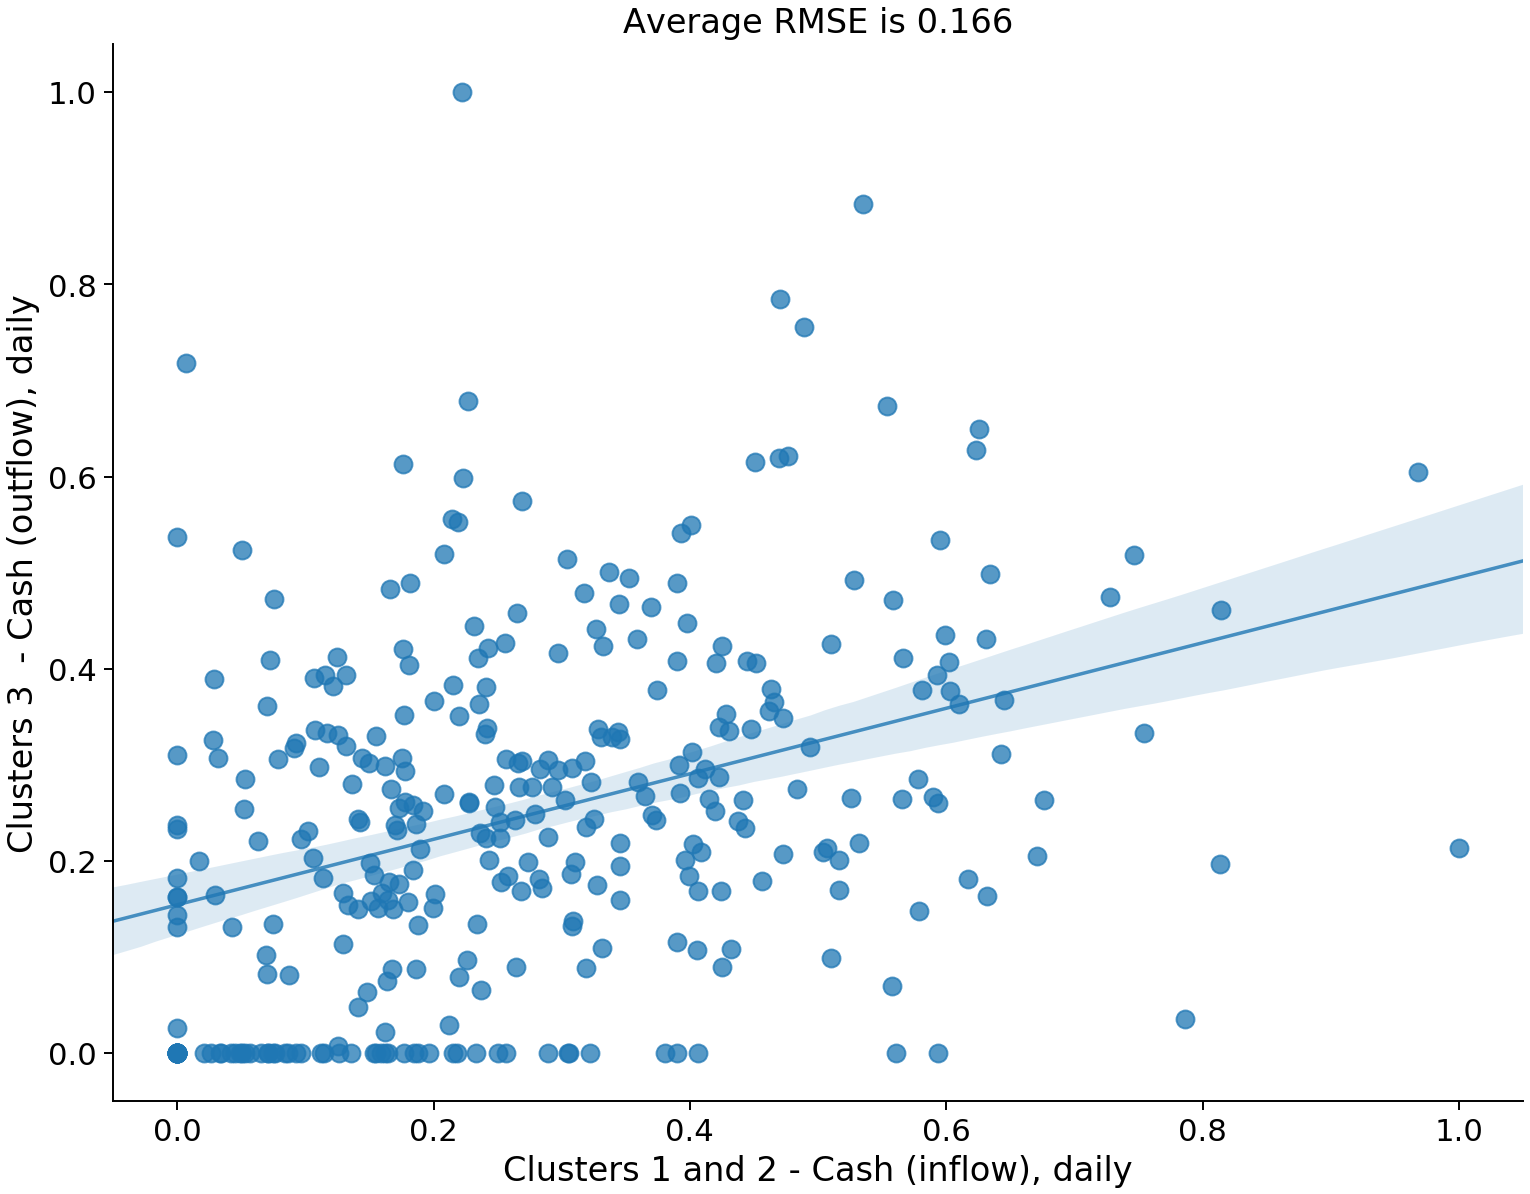 Average RMSE is 0.166
Clusters 3  - Cash (outflow), daily
1.0
0.8
0.6
0.4
0.2
0.0
0.0 0.2 0.4 0.6 0.8 1.0
Clusters 1 and 2 - Cash (inflow), daily